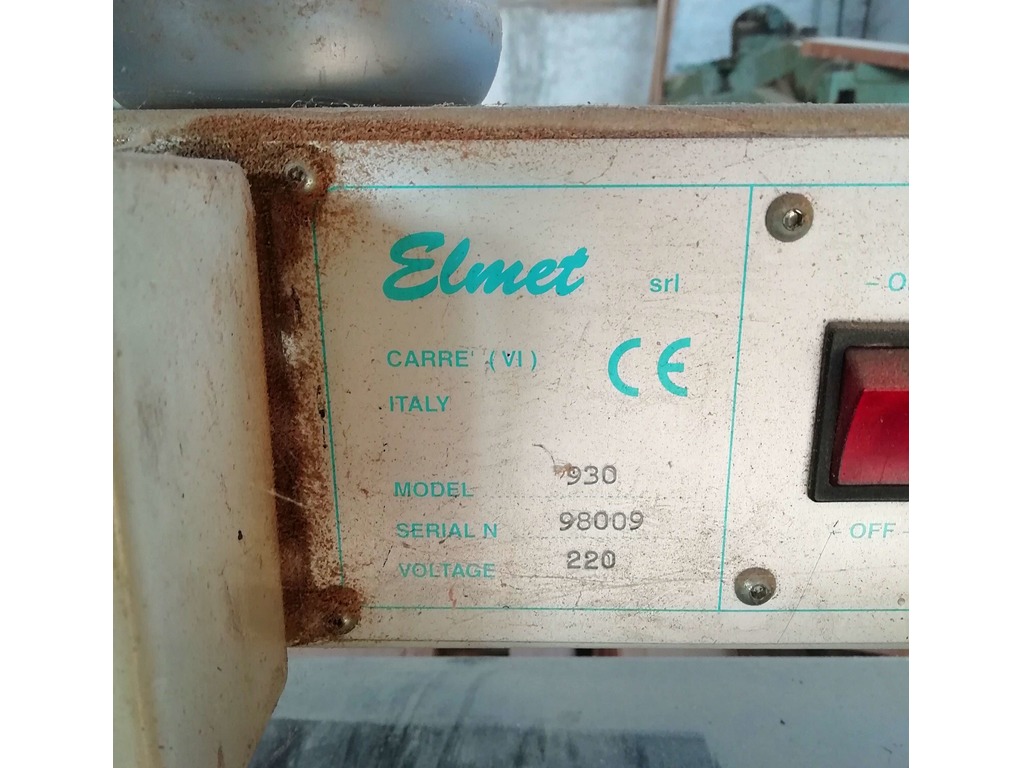 Elmet srl
CARRE' (VI)
ITALY
CE
MODEL 930
SERIAL N 98009
VOLTAGE 220
– O
OFF –